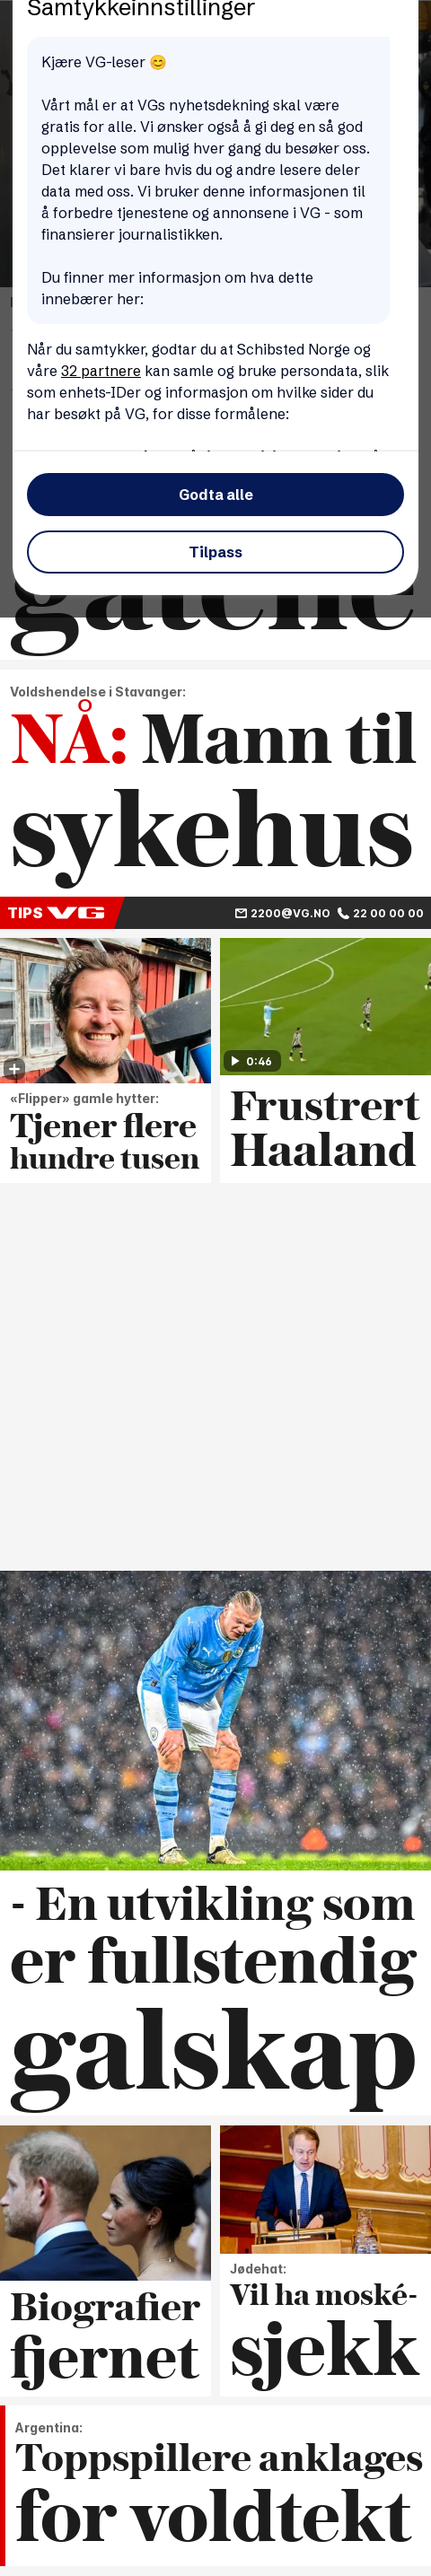 Samtykkeinnstillinger
Kjære VG-leser 😊
Vårt mål er at VGs nyhetsdekning skal være
gratis for alle. Vi ønsker også å gi deg en så god
opplevelse som mulig hver gang du besøker oss.
Det klarer vi bare hvis du og andre lesere deler
data med oss. Vi bruker denne informasjonen til
å forbedre tjenestene og annonsene i VG - som
finansierer journalistikken.
Du finner mer informasjon om hva dette
innebærer her:
Når du samtykker, godtar du at Schibsted Norge og
våre 32 partnere kan samle og bruke persondata, slik
som enhets-IDer og informasjon om hvilke sider du
har besøkt på VG, for disse formålene:
Godta alle
Tilpass
gatene
Voldshendelse i Stavanger:
NÅ: Mann til
sykehus
TIPS VG 2200@VG.NO 22 00 00 00
«Flipper» gamle hytter:
Tjener flere
hundre tusen
0:46
Frustrert
Haaland
- En utvikling som
er fullstendig
galskap
Biografier
fjernet
Jødehat:
Vil ha moské-
sjekk
Argentina:
Toppspillere anklages
for voldtekt